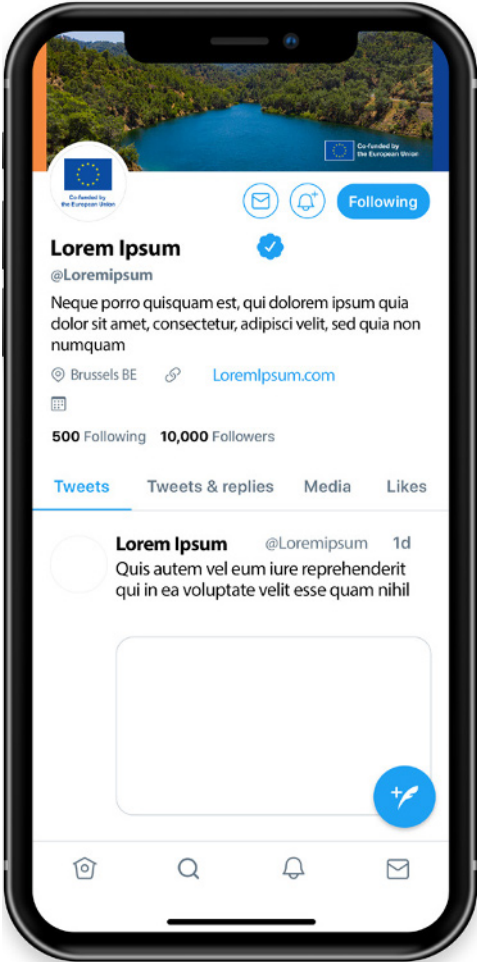 Co-funded by
the European Union
Co-funded by
the European Union
Following
Lorem Ipsum
@Loremipsum
Neque porro quisquam est, qui dolorem ipsum quia
dolor sit amet, consectetur, adipisci velit, sed quia non
numquam
Brussels BE LoremIpsum.com
500 Following 10,000 Followers
Tweets Tweets & replies Media Likes
Lorem Ipsum @Loremipsum 1d
Quis autem vel eum iure reprehenderit
qui in ea voluptate velit esse quam nihil